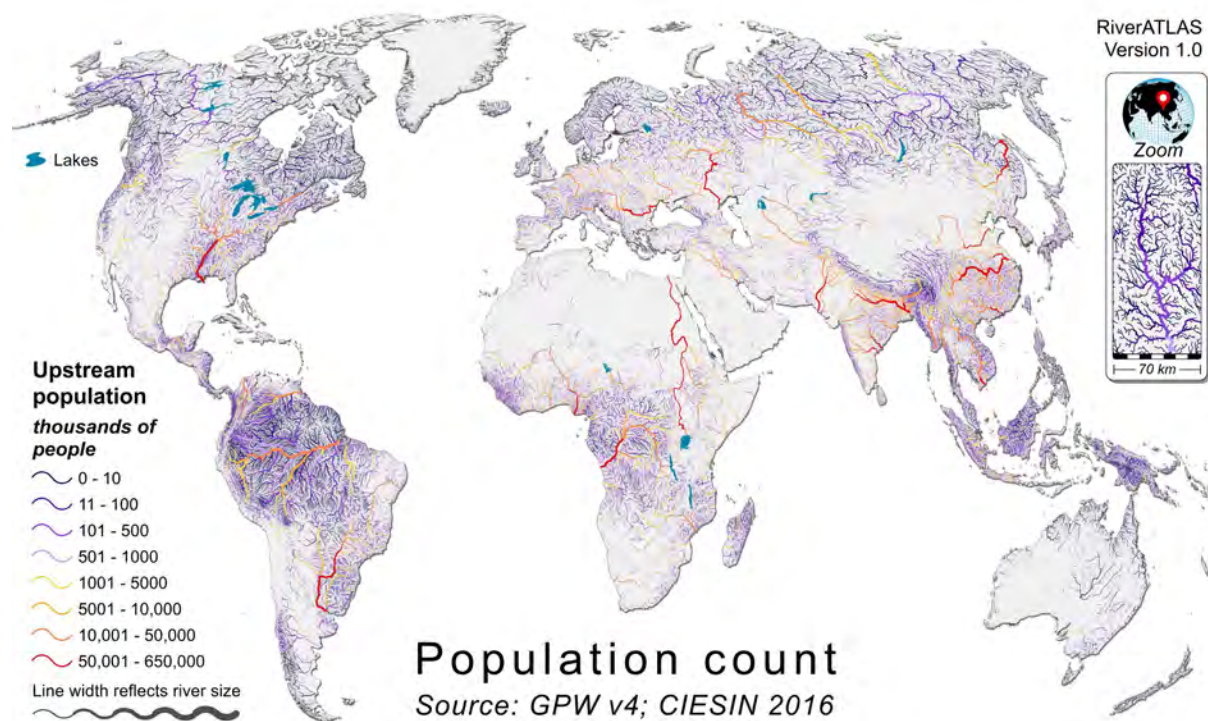 RiverATLAS
Version 1.0
Zoom
70 km
Lakes
Upstream
population
thousands of
people
0 - 10
11 - 100
101 - 500
501 - 1000
1001 - 5000
5001 - 10,000
10,001 - 50,000
50,001 - 650,000
Line width reflects river size
Population count
Source: GPW v4; CIESIN 2016